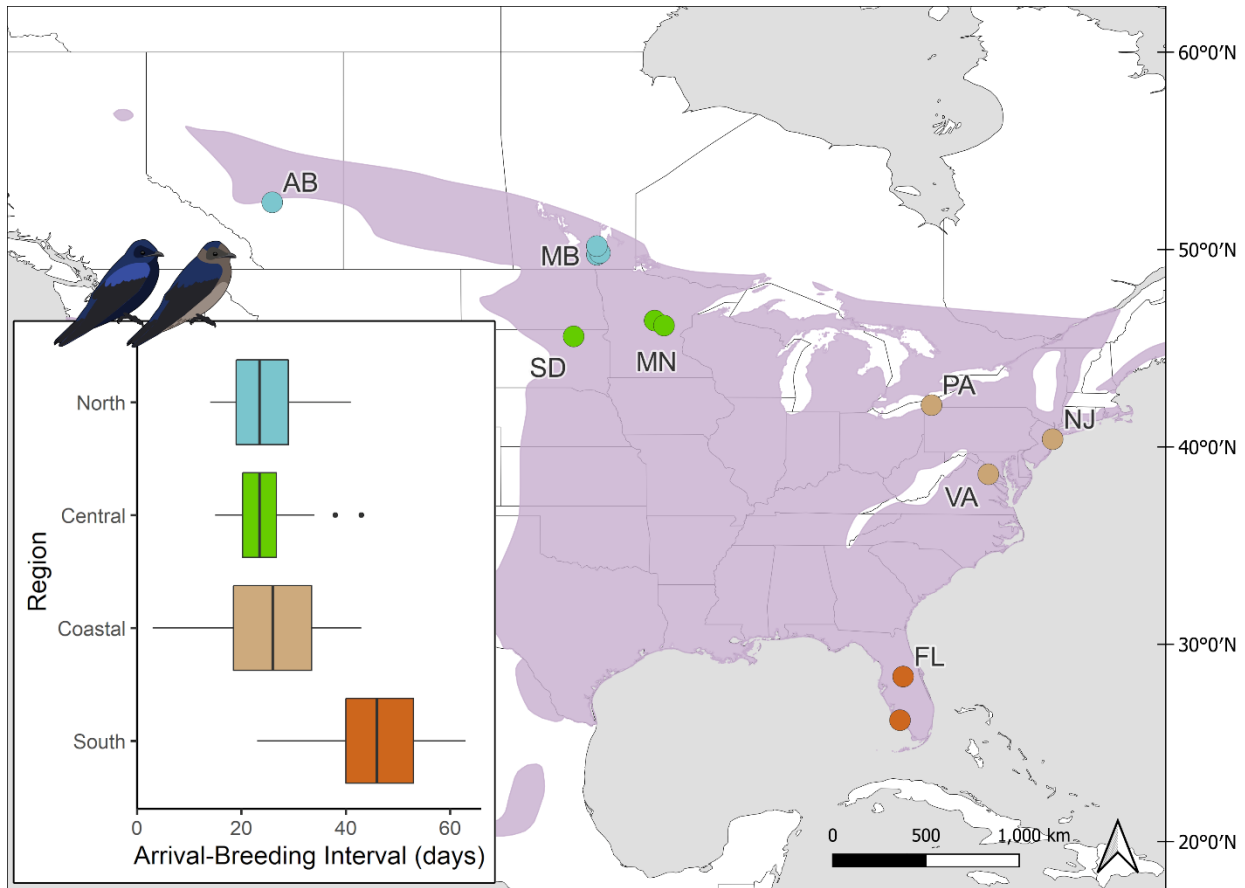 60°0'N
AB
50°0'N
MB
SD
MN
PA
NJ
40°0'N
VA
30°0'N
FL
20°0'N
Region
North
Central
Coastal
South
0 20 40 60
Arrival-Breeding Interval (days)
0 500 1,000 km